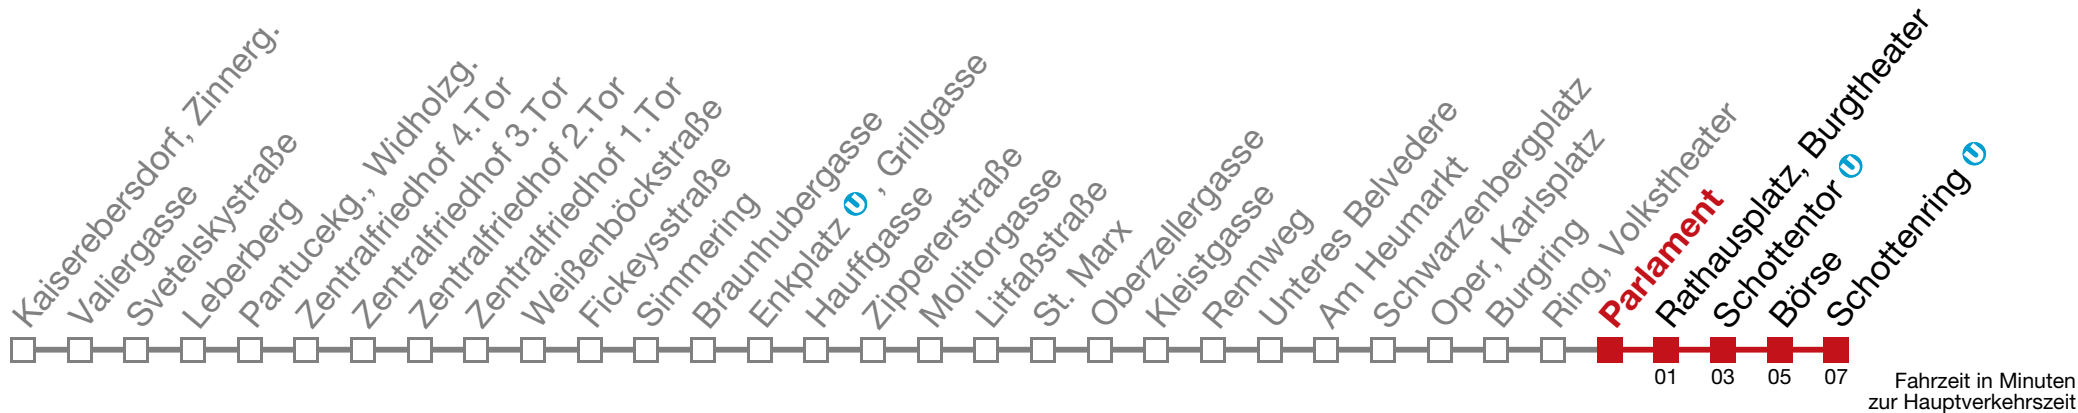 Kaiserebersdorf, Zinnerg.
Valiergasse
Svetelskystraße
Leberberg
Pantucekg., Widholzg.
Zentralfriedhof 4.Tor
Zentralfriedhof 3.Tor
Zentralfriedhof 2.Tor
Zentralfriedhof 1.Tor
Weißenböckstraße
Fickeysstraße
Simmering
Braunhubergasse
Enkplatz U, Grillgasse
Hauffgasse
Zippererstraße
Molitorgasse
Litfaßstraße
St. Marx
Oberzellergasse
Kleistgasse
Rennweg
Unteres Belvedere
Am Heumarkt
Schwarzenbergplatz
Oper, Karlsplatz
Burgring
Ring, Volkstheater
Parlament
Rathausplatz, Burgtheater
Schottentor U
Börse
Schottenring U
01 03 05 07
Fahrzeit in Minuten
zur Hauptverkehrszeit